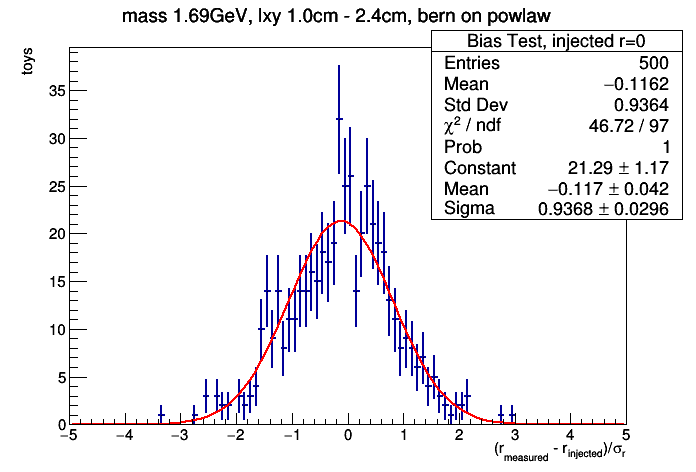 mass 1.69GeV, lxy 1.0cm - 2.4cm, bern on powlaw
toys
Bias Test, injected r=0
Entries 500
Mean −0.1162
Std Dev 0.9364
χ² / ndf 46.72 / 97
Prob 1
Constant 21.29 ± 1.17
Mean −0.117 ± 0.042
Sigma 0.9368 ± 0.0296
35
30
25
20
15
10
5
0
−5 −4 −3 −2 −1 0 1 2 3 4 5
(r_measured - r_injected)/σ_r